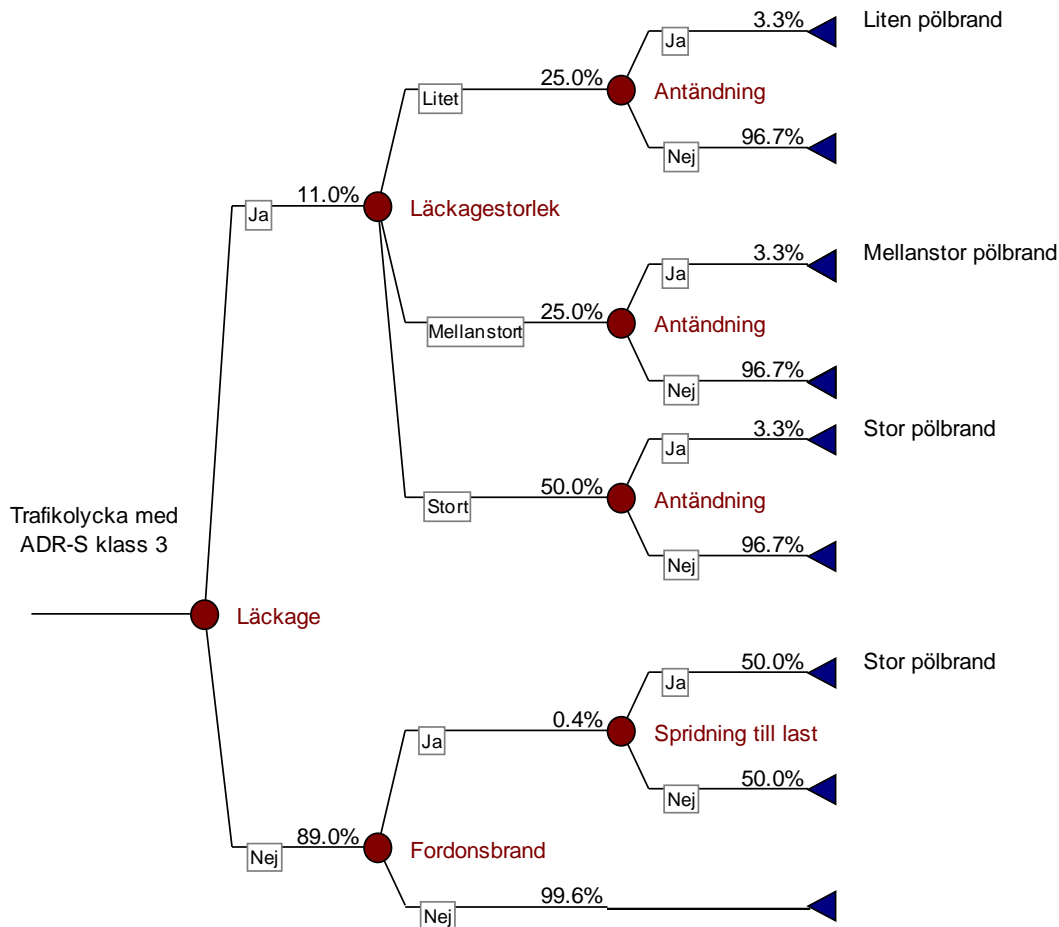 3.3%
Liten pölbrand
Ja
25.0%
Antändning
Litet
96.7%
Nej
11.0%
Läckagestorlek
Ja
3.3%
Mellanstor pölbrand
Ja
25.0%
Antändning
Mellanstort
96.7%
Nej
3.3%
Stor pölbrand
Ja
50.0%
Antändning
Stort
96.7%
Nej
Trafikolycka med
ADR-S klass 3
Läckage
50.0%
Stor pölbrand
Ja
0.4%
Spridning till last
Ja
50.0%
Nej
89.0%
Fordonsbrand
Nej
99.6%
Nej